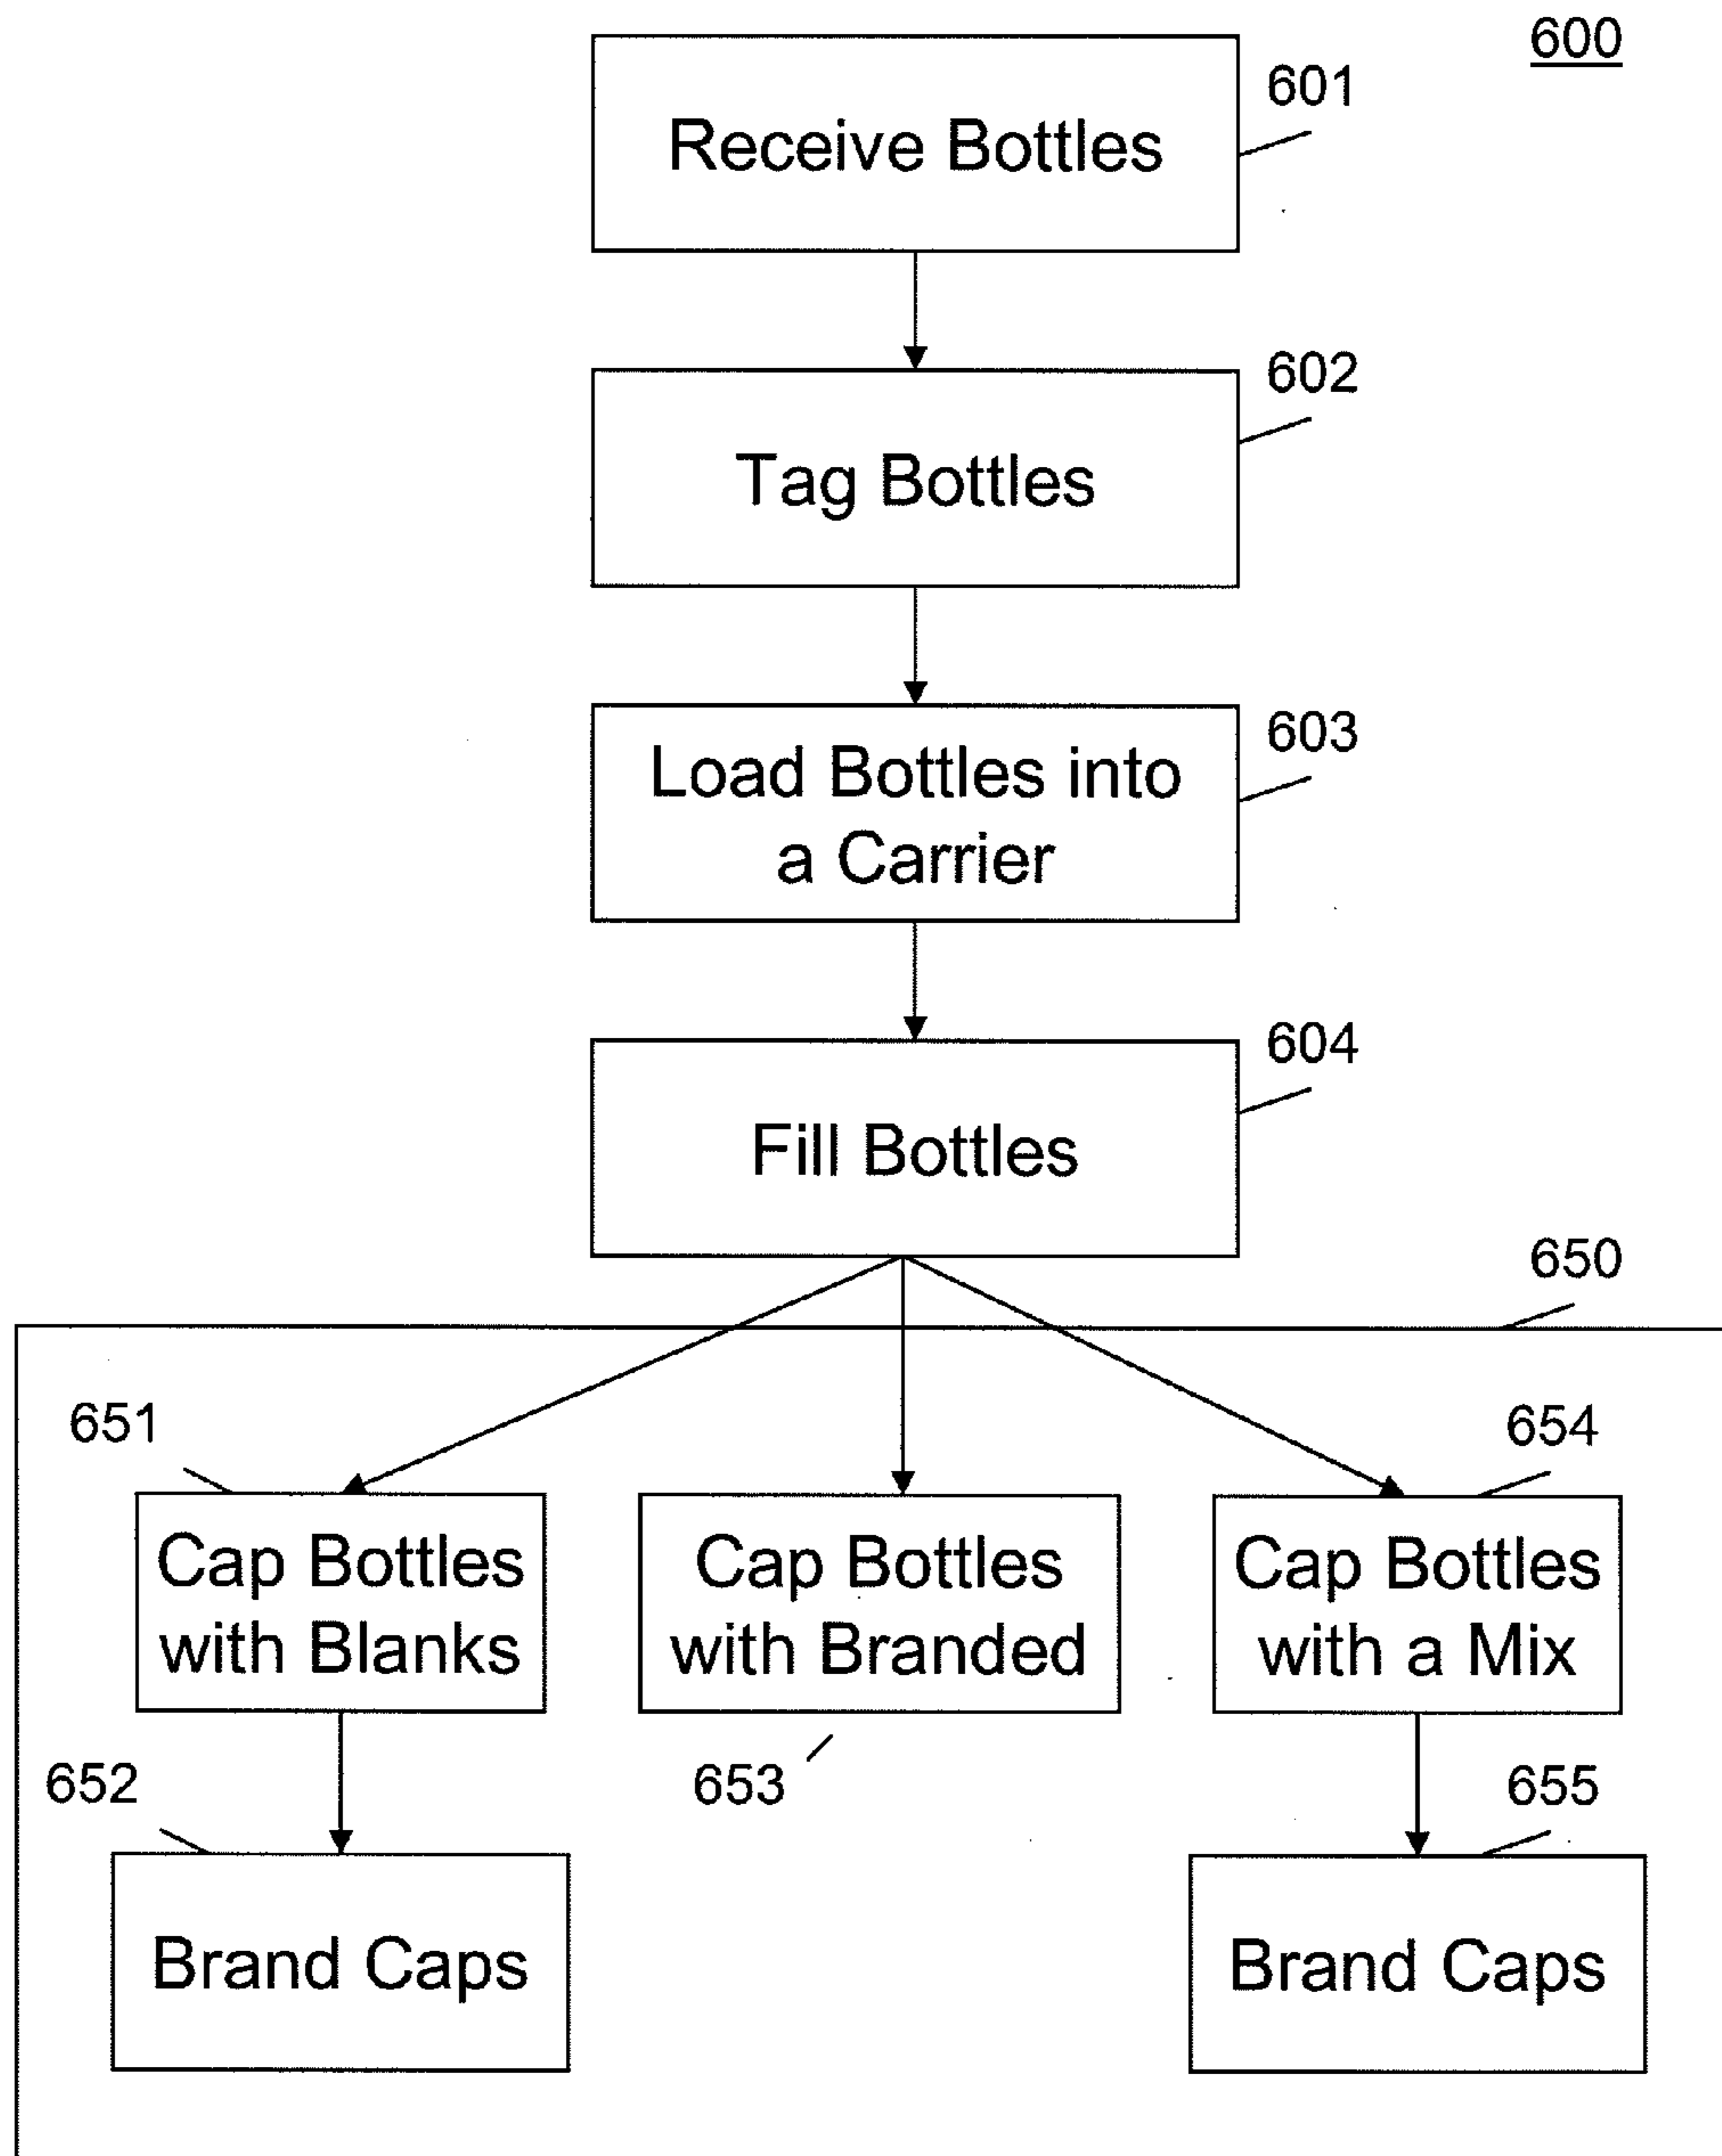 600
601
Receive Bottles
602
Tag Bottles
603
Load Bottles into
a Carrier
604
Fill Bottles
650
651
654
Cap Bottles
with Blanks
Cap Bottles
with Branded
Cap Bottles
with a Mix
652
653
655
Brand Caps
Brand Caps